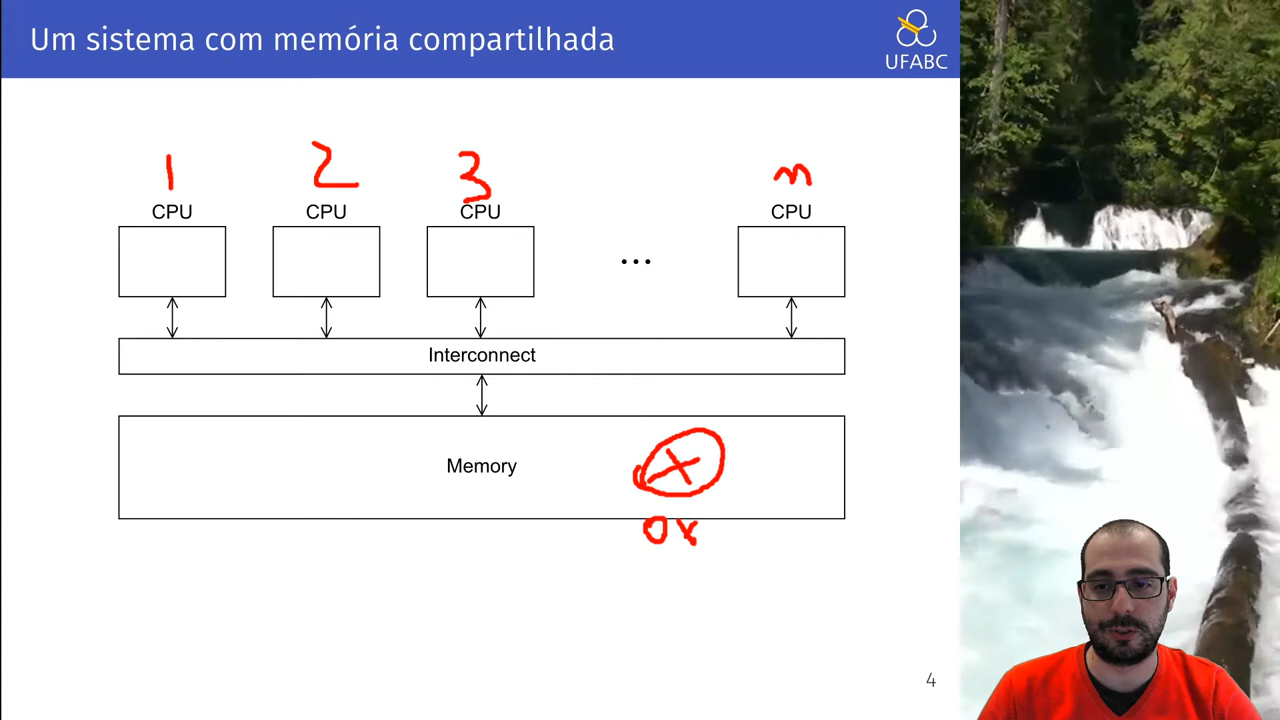 Um sistema com memória compartilhada
UFABC
1 2 3 n
CPU CPU CPU ... CPU
Interconnect
Memory
X
0x
4